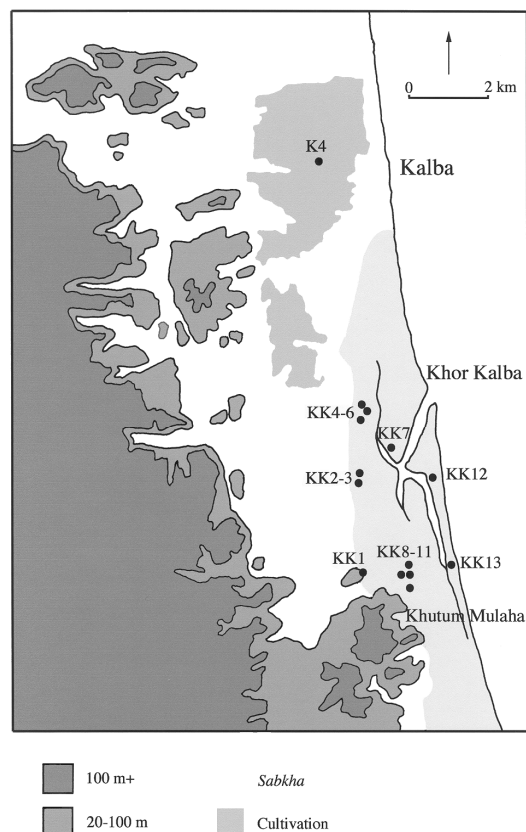 0 2 km
K4
Kalba
Khor Kalba
KK4-6
KK7
KK2-3
KK12
KK1
KK8-11
KK13
Khutum Mulaha
100 m+
Sabkha
20-100 m
Cultivation